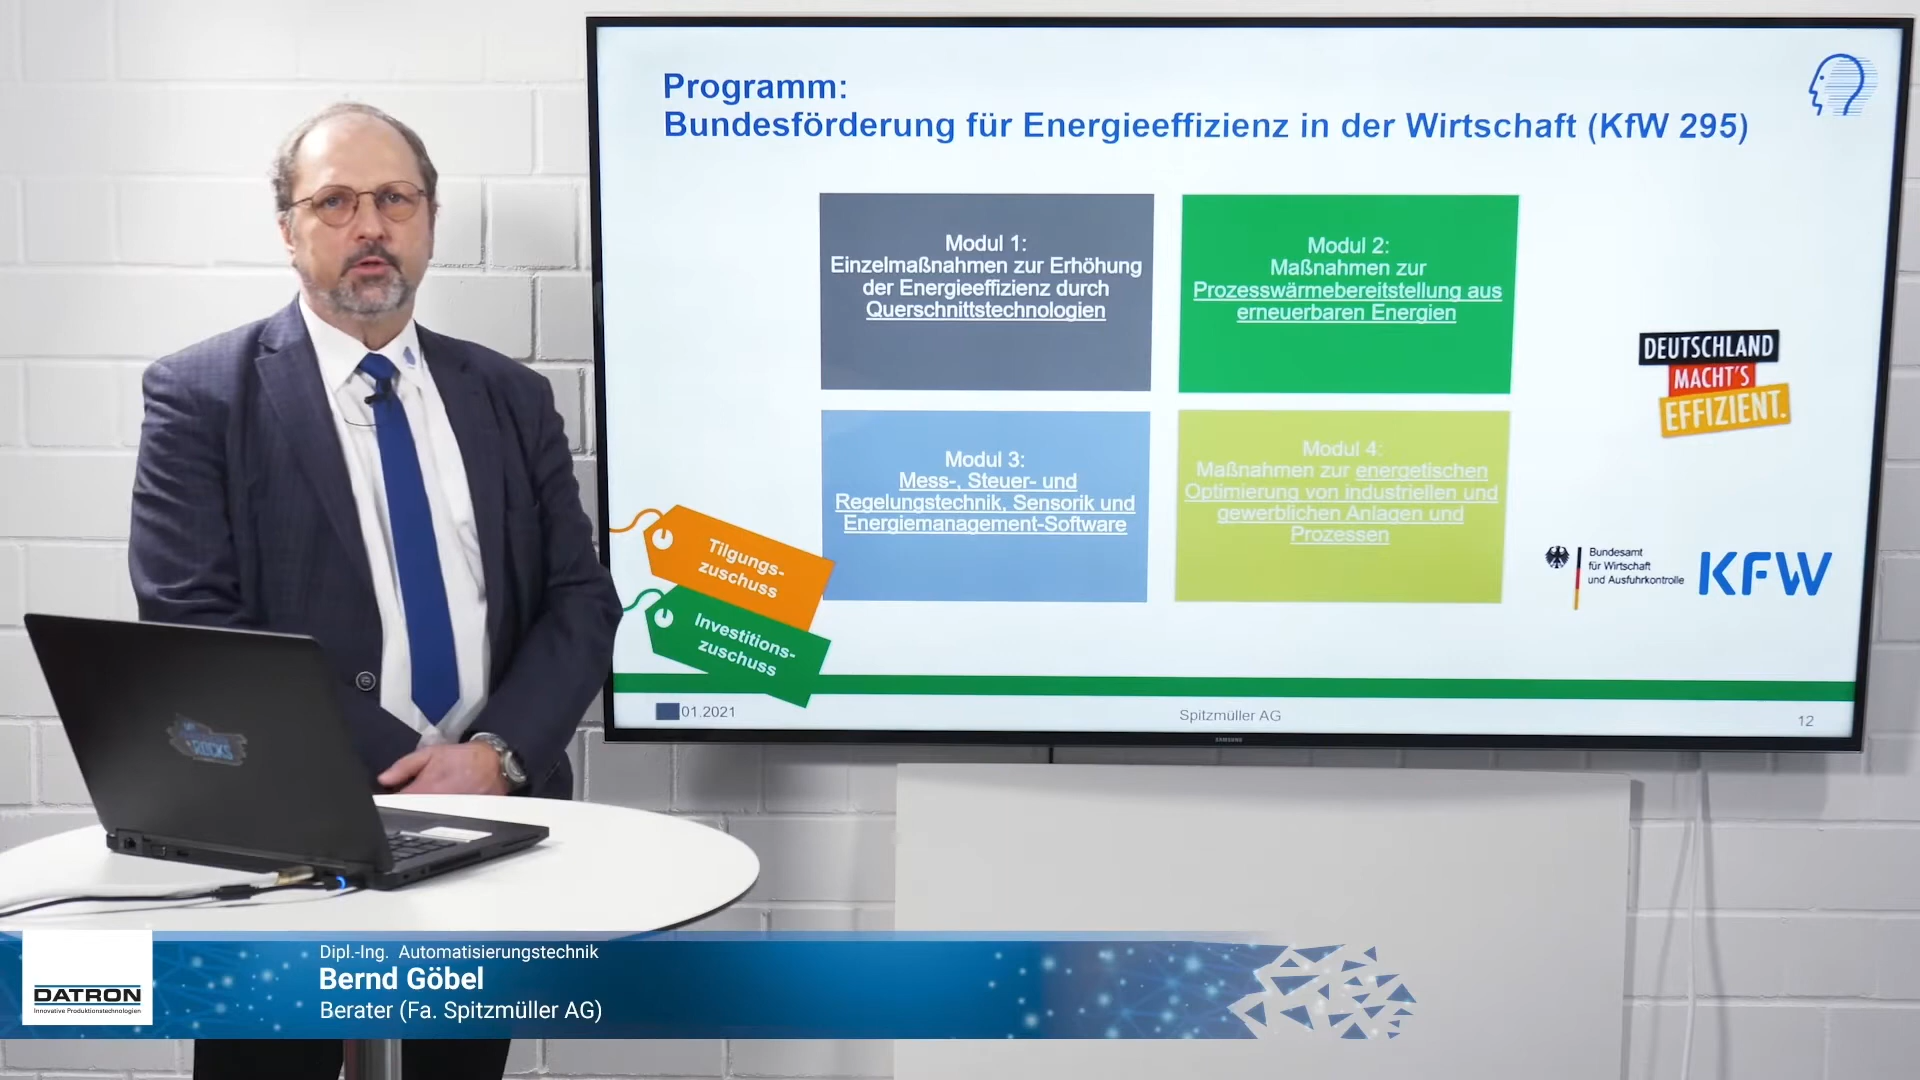 Programm:
Bundesförderung für Energieeffizienz in der Wirtschaft (KfW 295)
Modul 1:
Einzelmaßnahmen zur Erhöhung
der Energieeffizienz durch
Querschnittstechnologien
Modul 2:
Maßnahmen zur
Prozesswärmebereitstellung aus
erneuerbaren Energien
Modul 3:
Mess-, Steuer- und
Regelungstechnik, Sensorik und
Energiemanagement-Software
Modul 4:
Maßnahmen zur energetischen
Optimierung von industriellen und
gewerblichen Anlagen und
Prozessen
DEUTSCHLAND
MACHT'S
EFFIZIENT.
Tilgungs-
zuschuss
Investitions-
zuschuss
Bundesamt
für Wirtschaft
und Ausfuhrkontrolle
KFW
01.2021
Spitzmüller AG
12
SAMSUNG
ROCKS
DATRON
Innovative Produktionstechnologien
Dipl.-Ing. Automatisierungstechnik
Bernd Göbel
Berater (Fa. Spitzmüller AG)